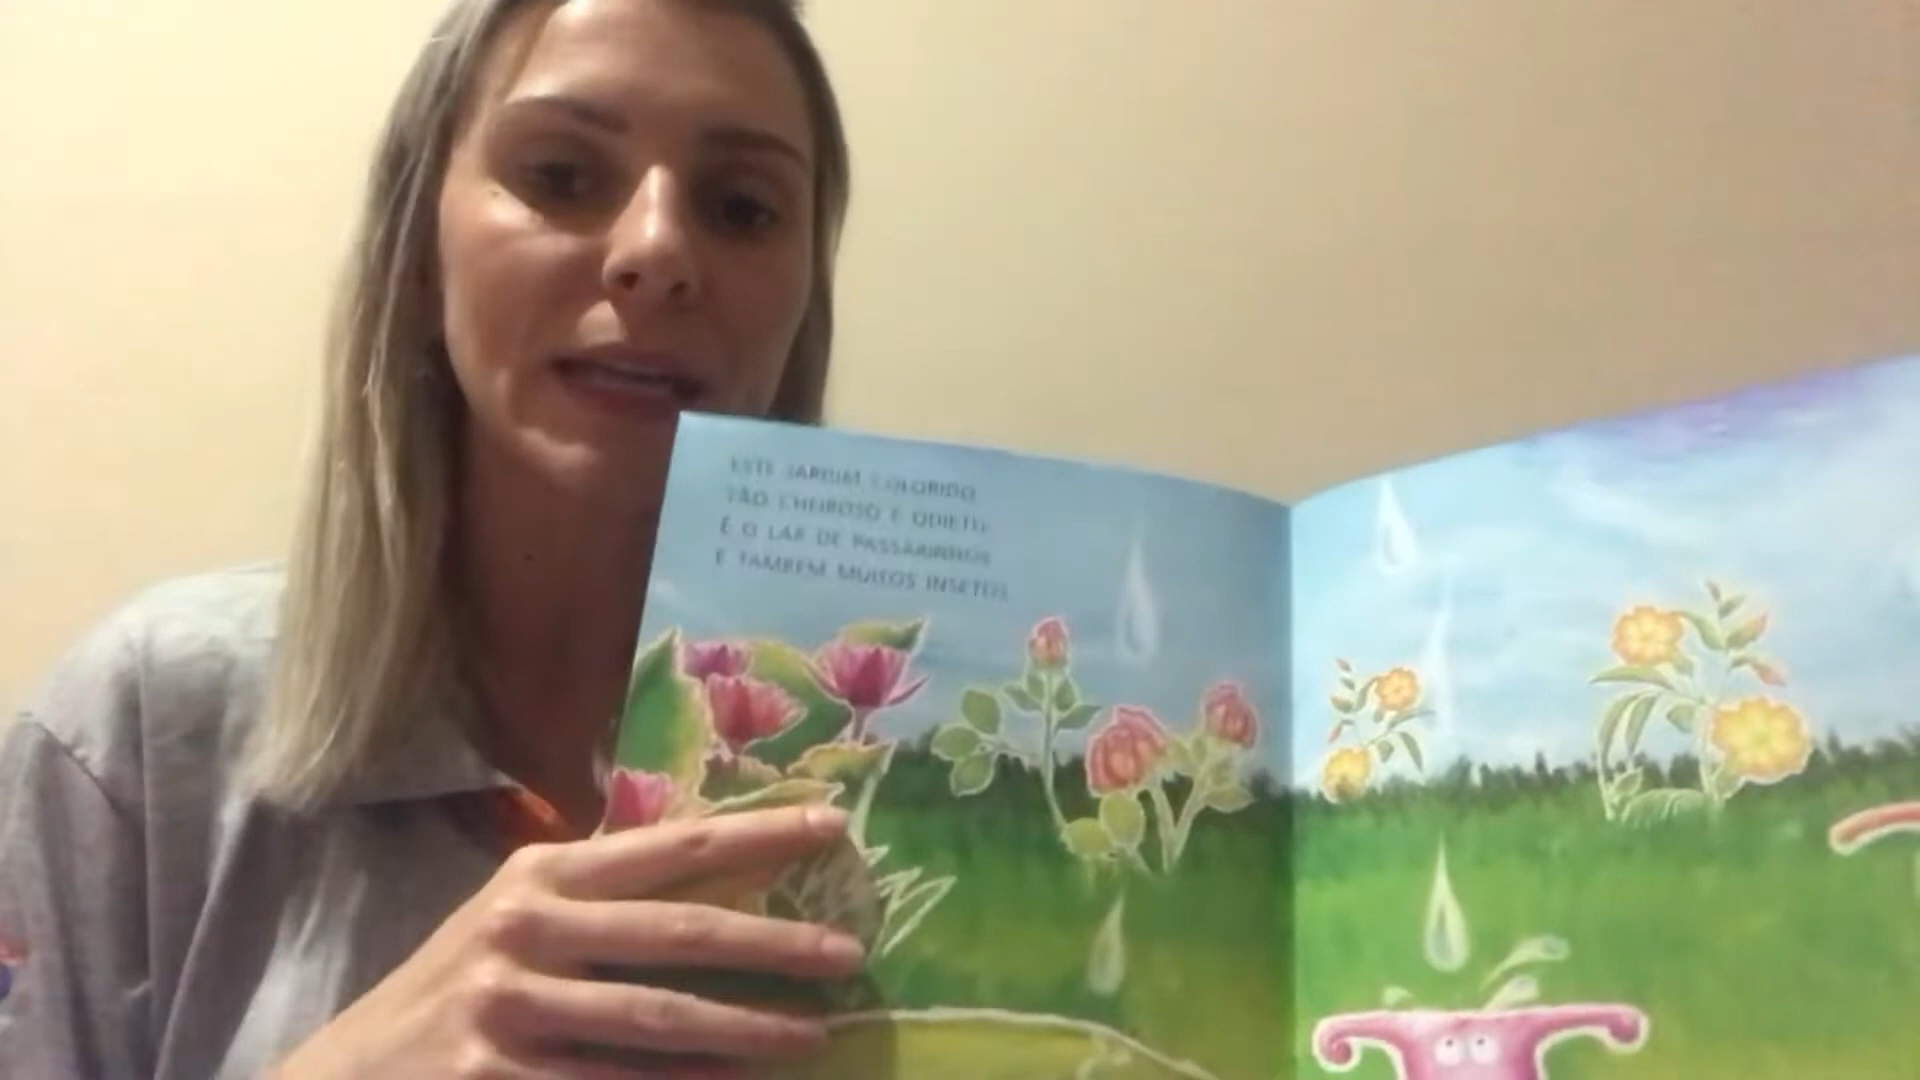 ESTE JARDIM COLORIDO
TÃO CHEIROSO E QUIETO
É O LAR DE PASSARINHOS
E TAMBÉM MUITOS INSETOS